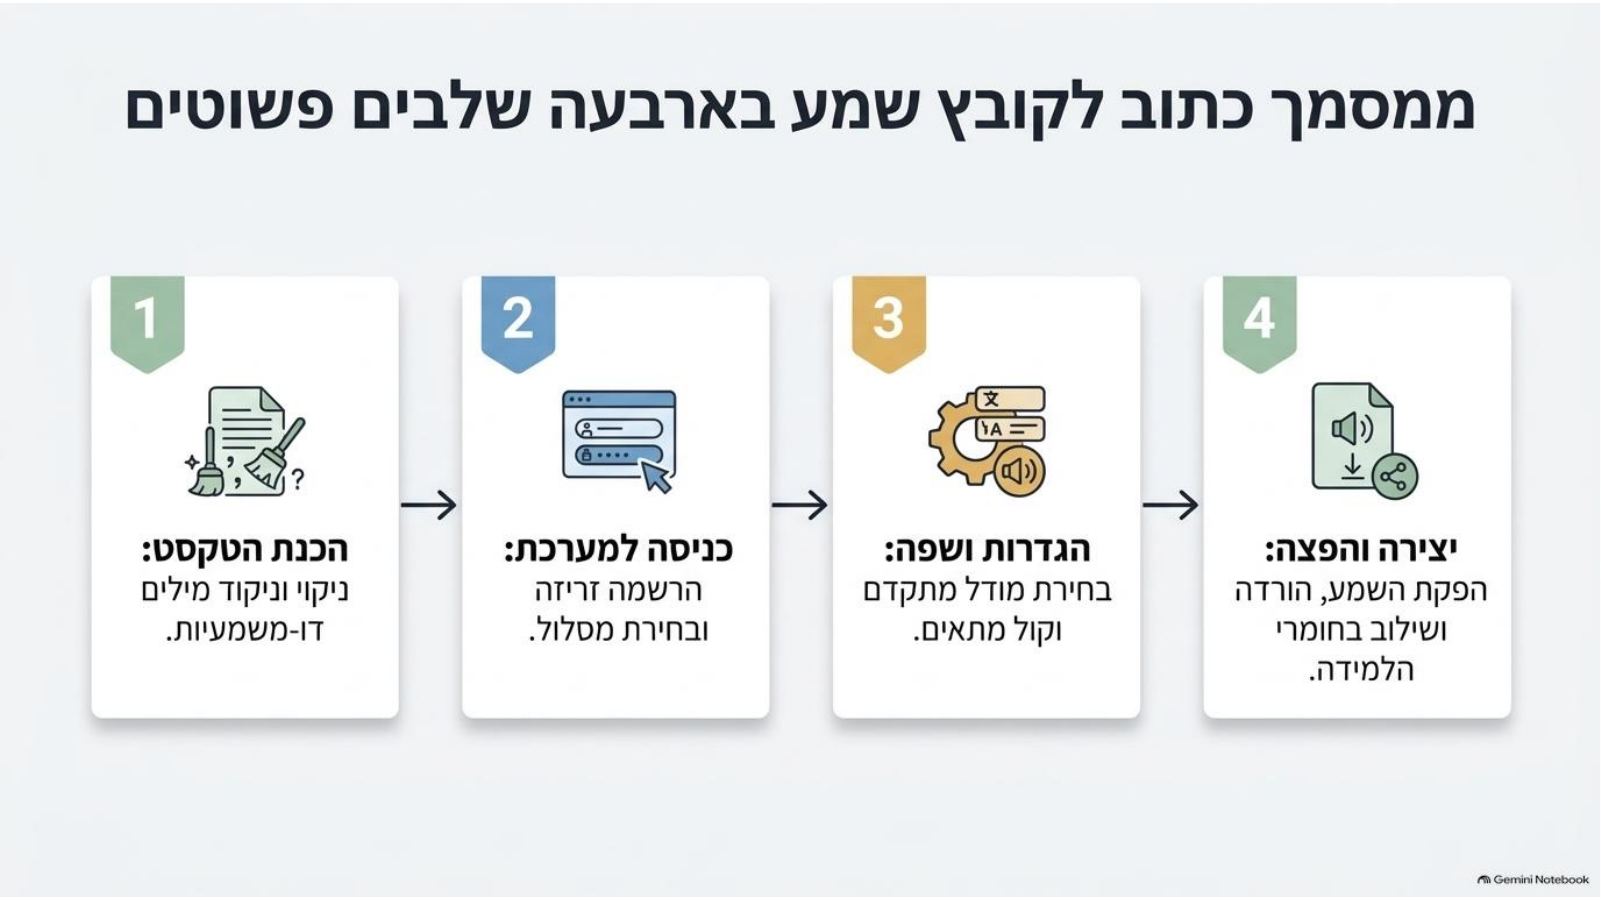 ממסמך כתוב לקובץ שמע בארבעה שלבים פשוטים
1
הכנת הטקסט:
ניקוי וניקוד מילים
דו-משמעיות.
2
כניסה למערכת:
הרשמה זריזה
ובחירת מסלול.
3
文
A
הגדרות ושפה:
בחירת מודל מתקדם
וקול מתאים.
4
יצירה והפצה:
הפקת השמע, הורדה
ושילוב בחומרי
הלמידה.
Gemini Notebook